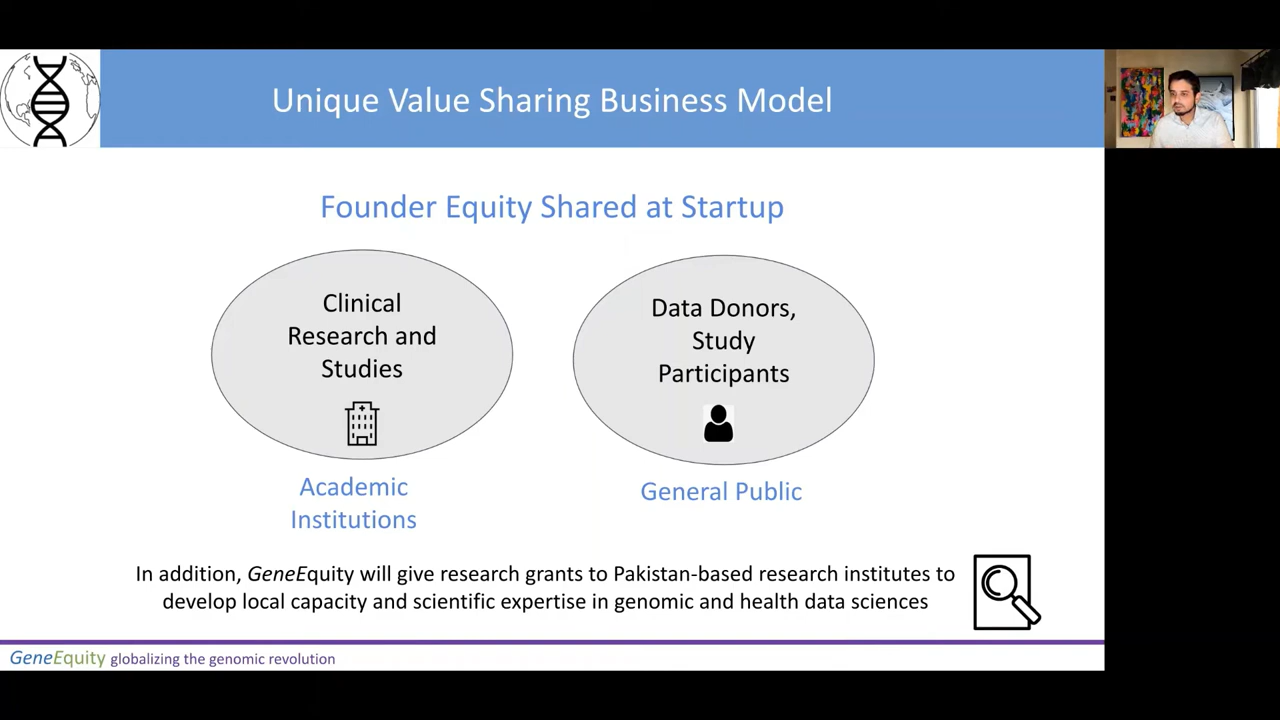 Unique Value Sharing Business Model
Founder Equity Shared at Startup
Clinical
Research and
Studies
Academic
Institutions
Data Donors,
Study
Participants
General Public
In addition, GeneEquity will give research grants to Pakistan-based research institutes to
develop local capacity and scientific expertise in genomic and health data sciences
GeneEquity globalizing the genomic revolution